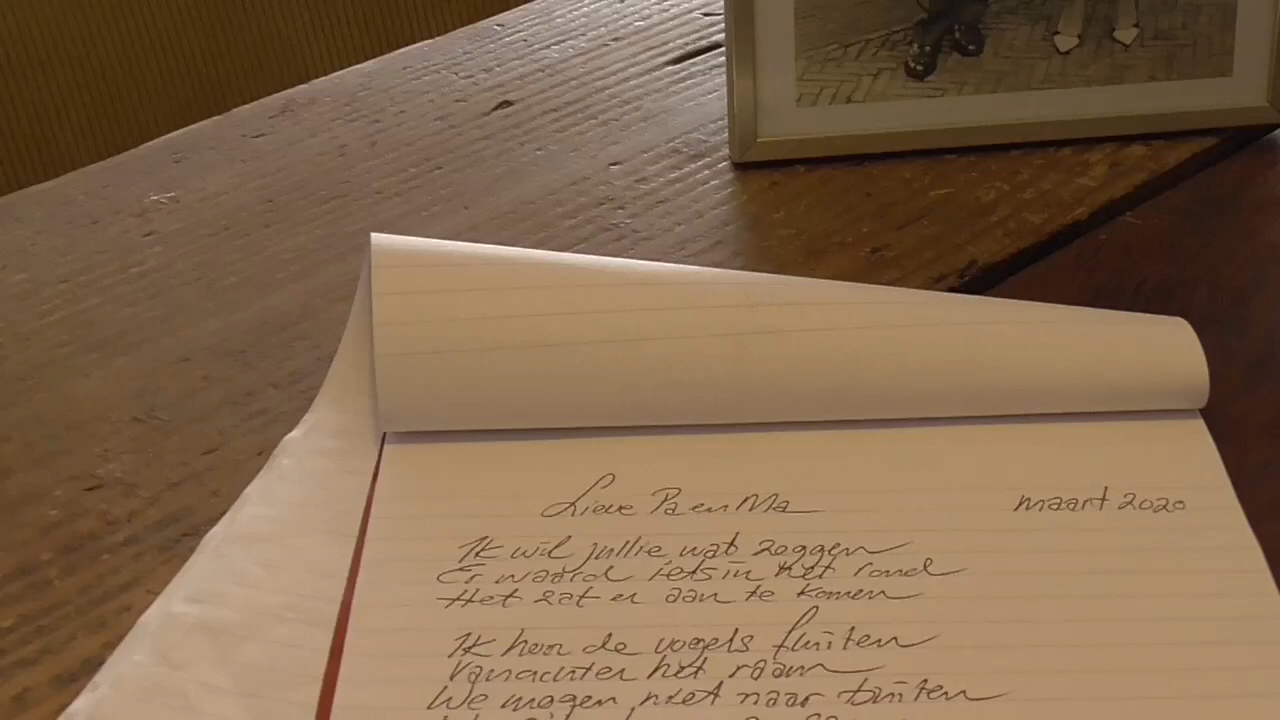 Lieve Pa en Ma
maart 2020
Ik wil jullie wat zeggen
Er waard iets in het rond
Het zat er aan te komen
Ik hoor de vogels fluiten
Vanachter het raam
We mogen niet naar buiten